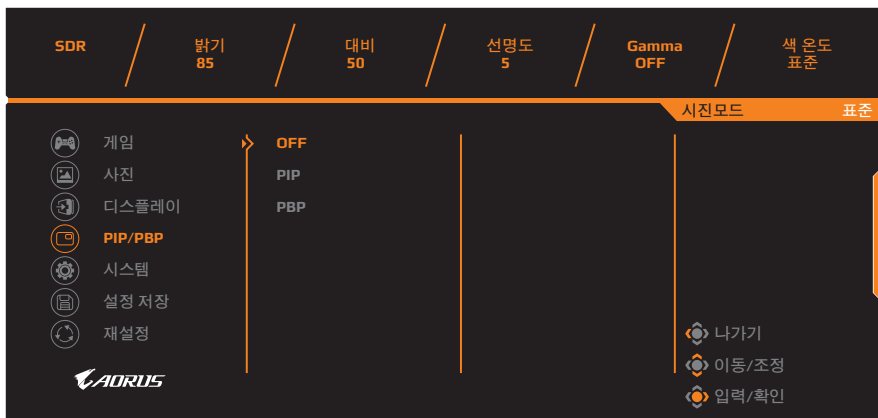 SDR 밝기 대비 선명도 Gamma 색 온도
85 50 5 OFF 표준
시진모드 표준
게임
사진
디스플레이
PIP/PBP
시스템
설정 저장
재설정
OFF
PIP
PBP
나가기
이동/조정
입력/확인
AORUS